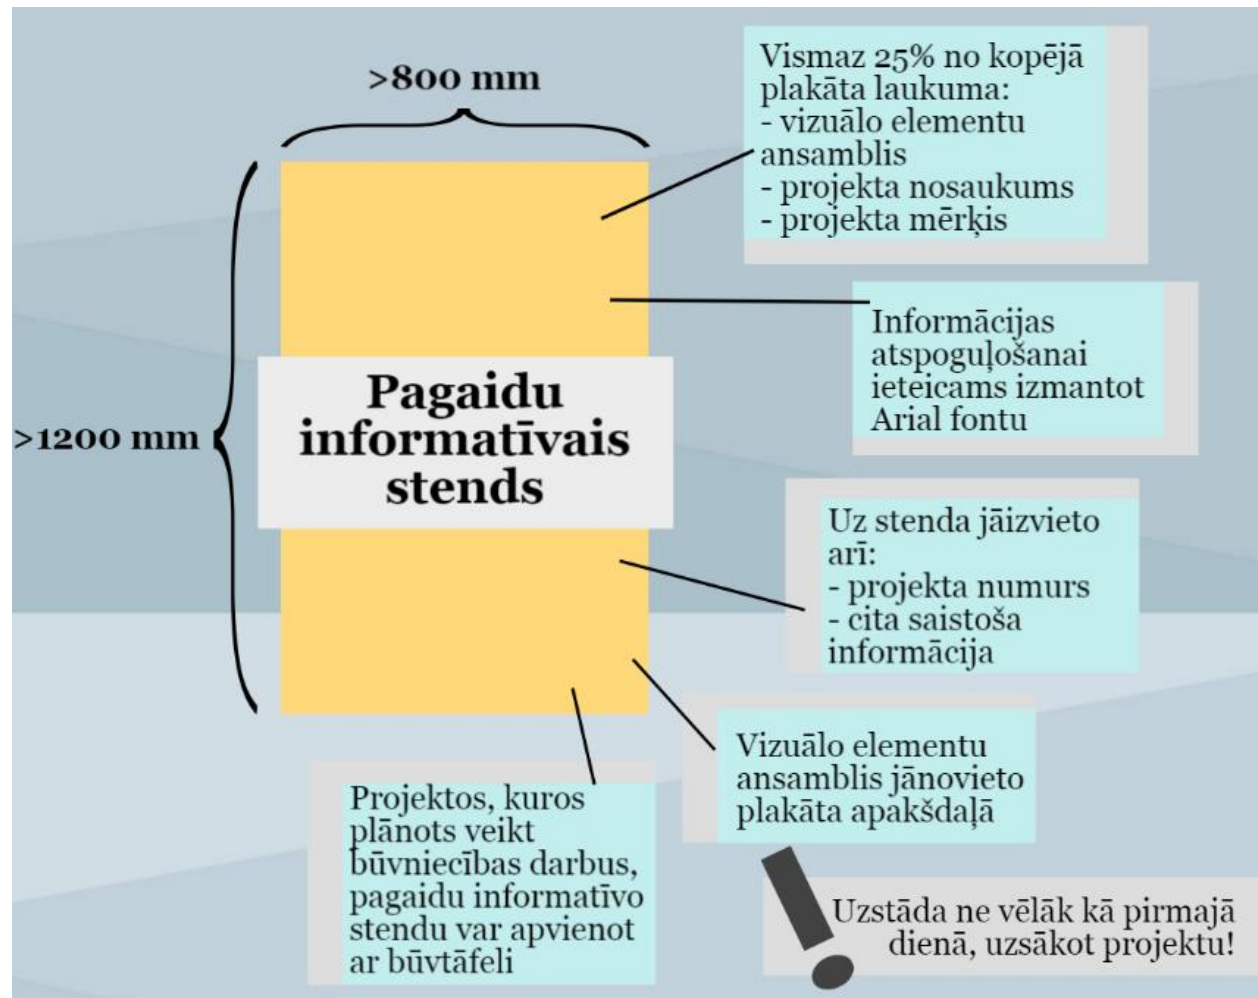 >800 mm
Vismaz 25% no kopējā
plakāta laukuma:
- vizuālo elementu
ansamblis
- projekta nosaukums
- projekta mērķis
Informācijas
atspoguļošanai
ieteicams izmantot
Arial fontu
Pagaidu
informatīvais
stends
>1200 mm
Uz stenda jāizvieto
arī:
- projekta numurs
- cita saistoša
informācija
Vizuālo elementu
ansamblis jānovieto
plakāta apakšdaļā
Projektos, kuros
plānots veikt
būvniecības darbus,
pagaidu informatīvo
stendu var apvienot
ar būvtāfeli
Uzstāda ne vēlāk kā pirmajā
dienā, uzsākot projektu!